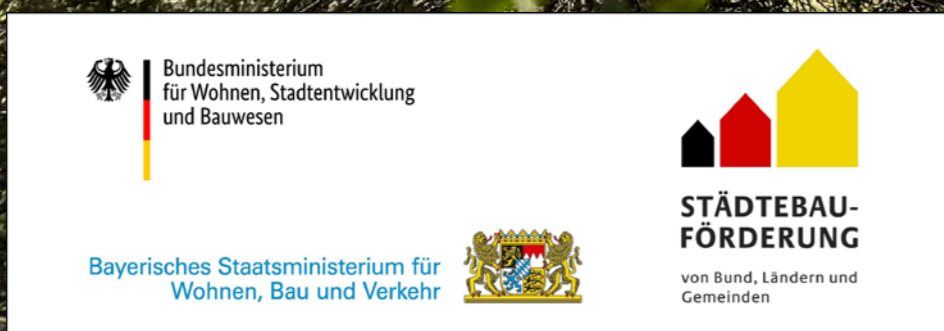 Bundesministerium
für Wohnen, Stadtentwicklung
und Bauwesen
STÄDTEBAU-
FÖRDERUNG
von Bund, Ländern und
Gemeinden
Bayerisches Staatsministerium für
Wohnen, Bau und Verkehr